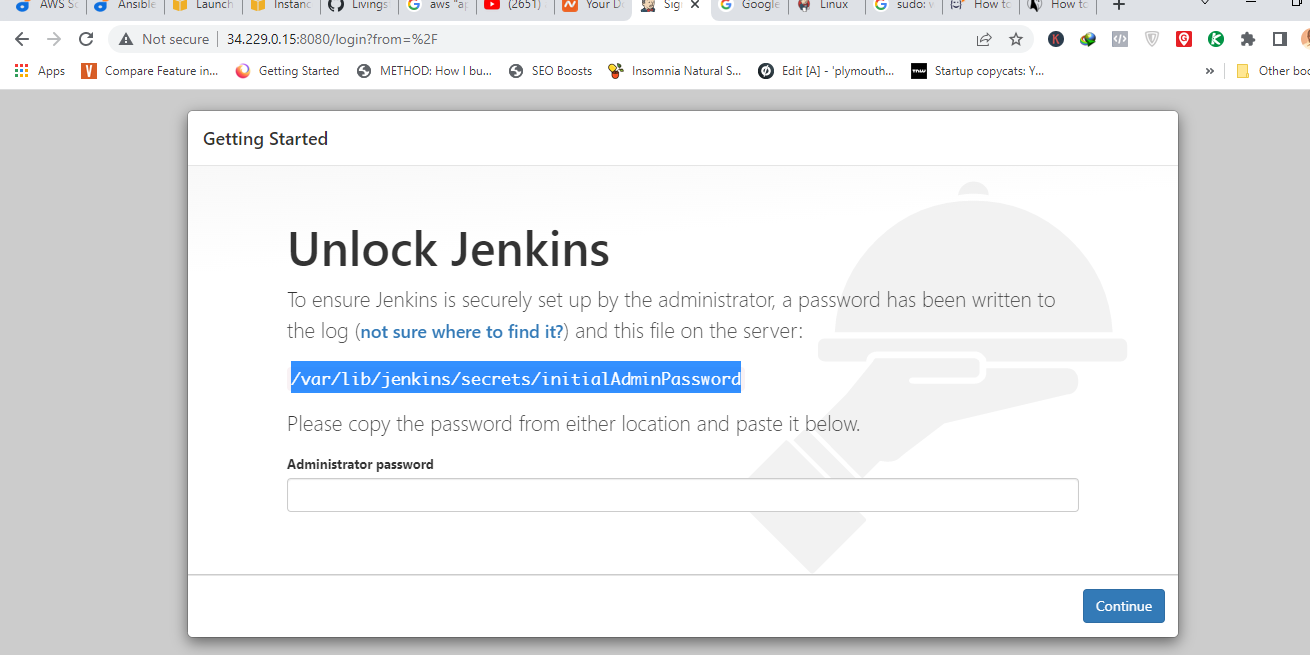 AWS Sc Ansible Launch Instanc Livings aws "ap (2651) Your Do Sig Google Linux sudo: How to How to
Not secure 34.229.0.15:8080/login?from=%2F
Apps Compare Feature in... Getting Started METHOD: How I bu... SEO Boosts Insomnia Natural S... Edit [A] - 'plymouth... Startup copycats: Y... » Other boo
Getting Started
Unlock Jenkins
To ensure Jenkins is securely set up by the administrator, a password has been written to
the log (not sure where to find it?) and this file on the server:
/var/lib/jenkins/secrets/initialAdminPassword
Please copy the password from either location and paste it below.
Administrator password
Continue